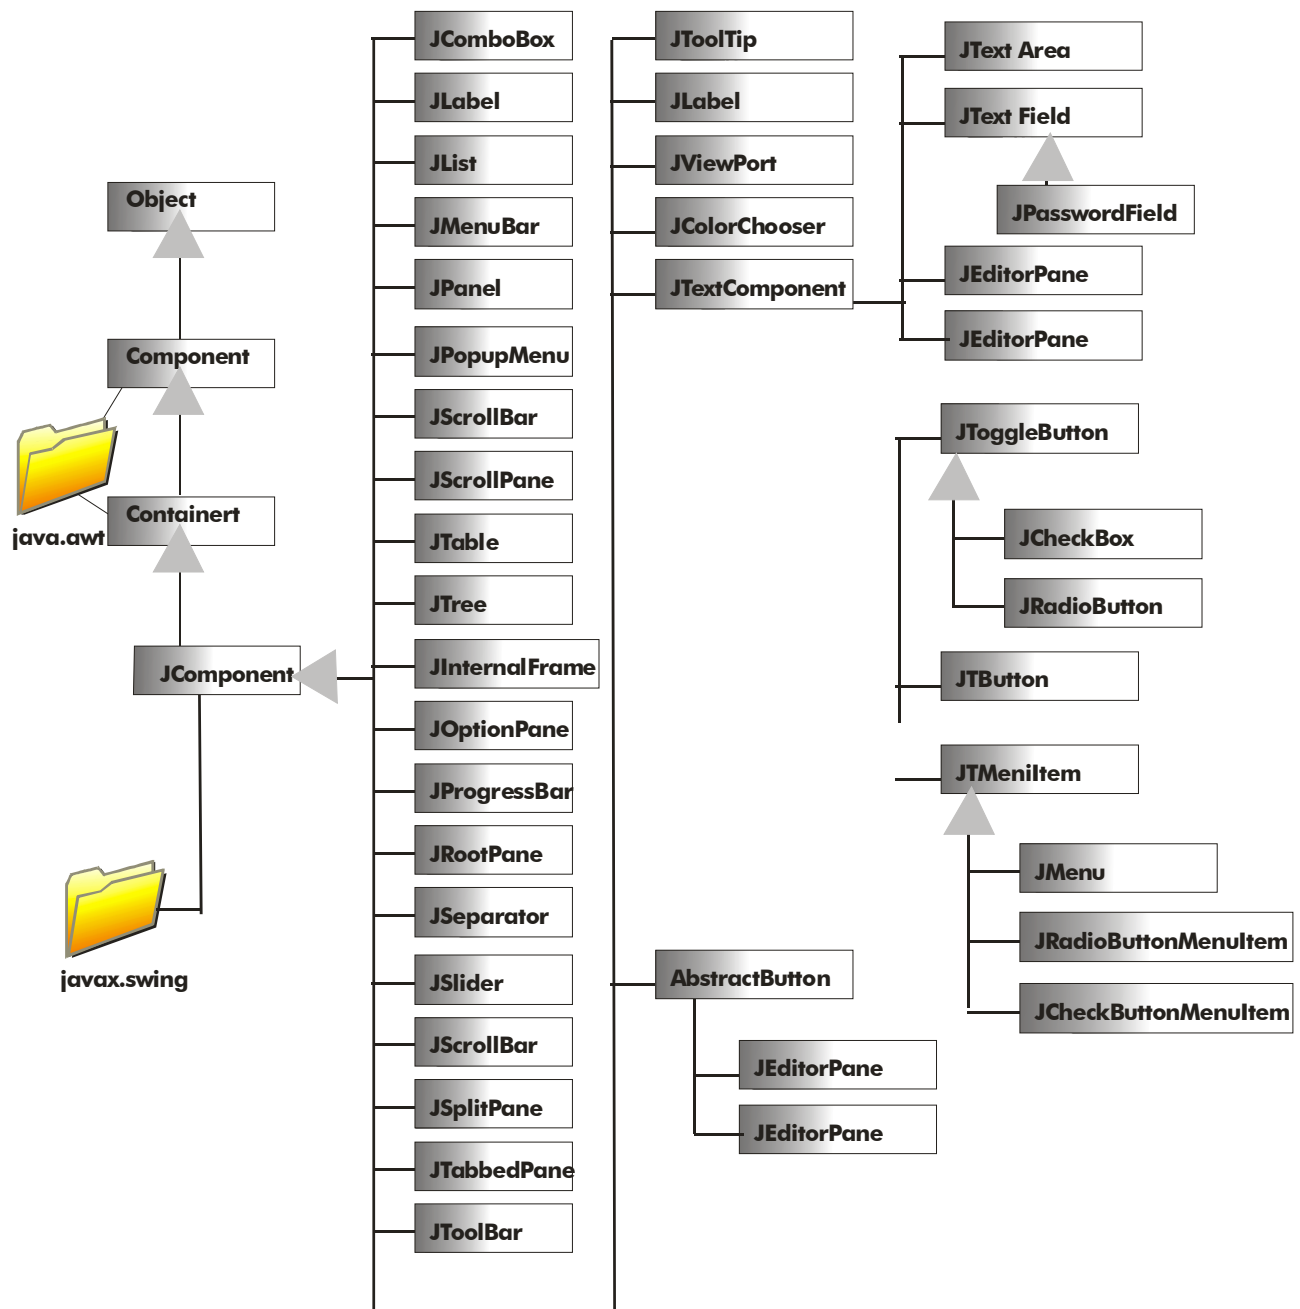 Object
Component
Containert
java.awt
JComponent
javax.swing
JComboBox
JLabel
JList
JMenuBar
JPanel
JPopupMenu
JScrollBar
JScrollPane
JTable
JTree
JInternalFrame
JOptionPane
JProgressBar
JRootPane
JSeparator
JSlider
JScrollBar
JSplitPane
JTabbedPane
JToolBar
JToolTip
JLabel
JViewPort
JColorChooser
JTextComponent
AbstractButton
JEditorPane
JEditorPane
JText Area
JText Field
JPasswordField
JEditorPane
JEditorPane
JToggleButton
JCheckBox
JRadioButton
JTButton
JTMeniItem
JMenu
JRadioButtonMenuItem
JCheckButtonMenuItem